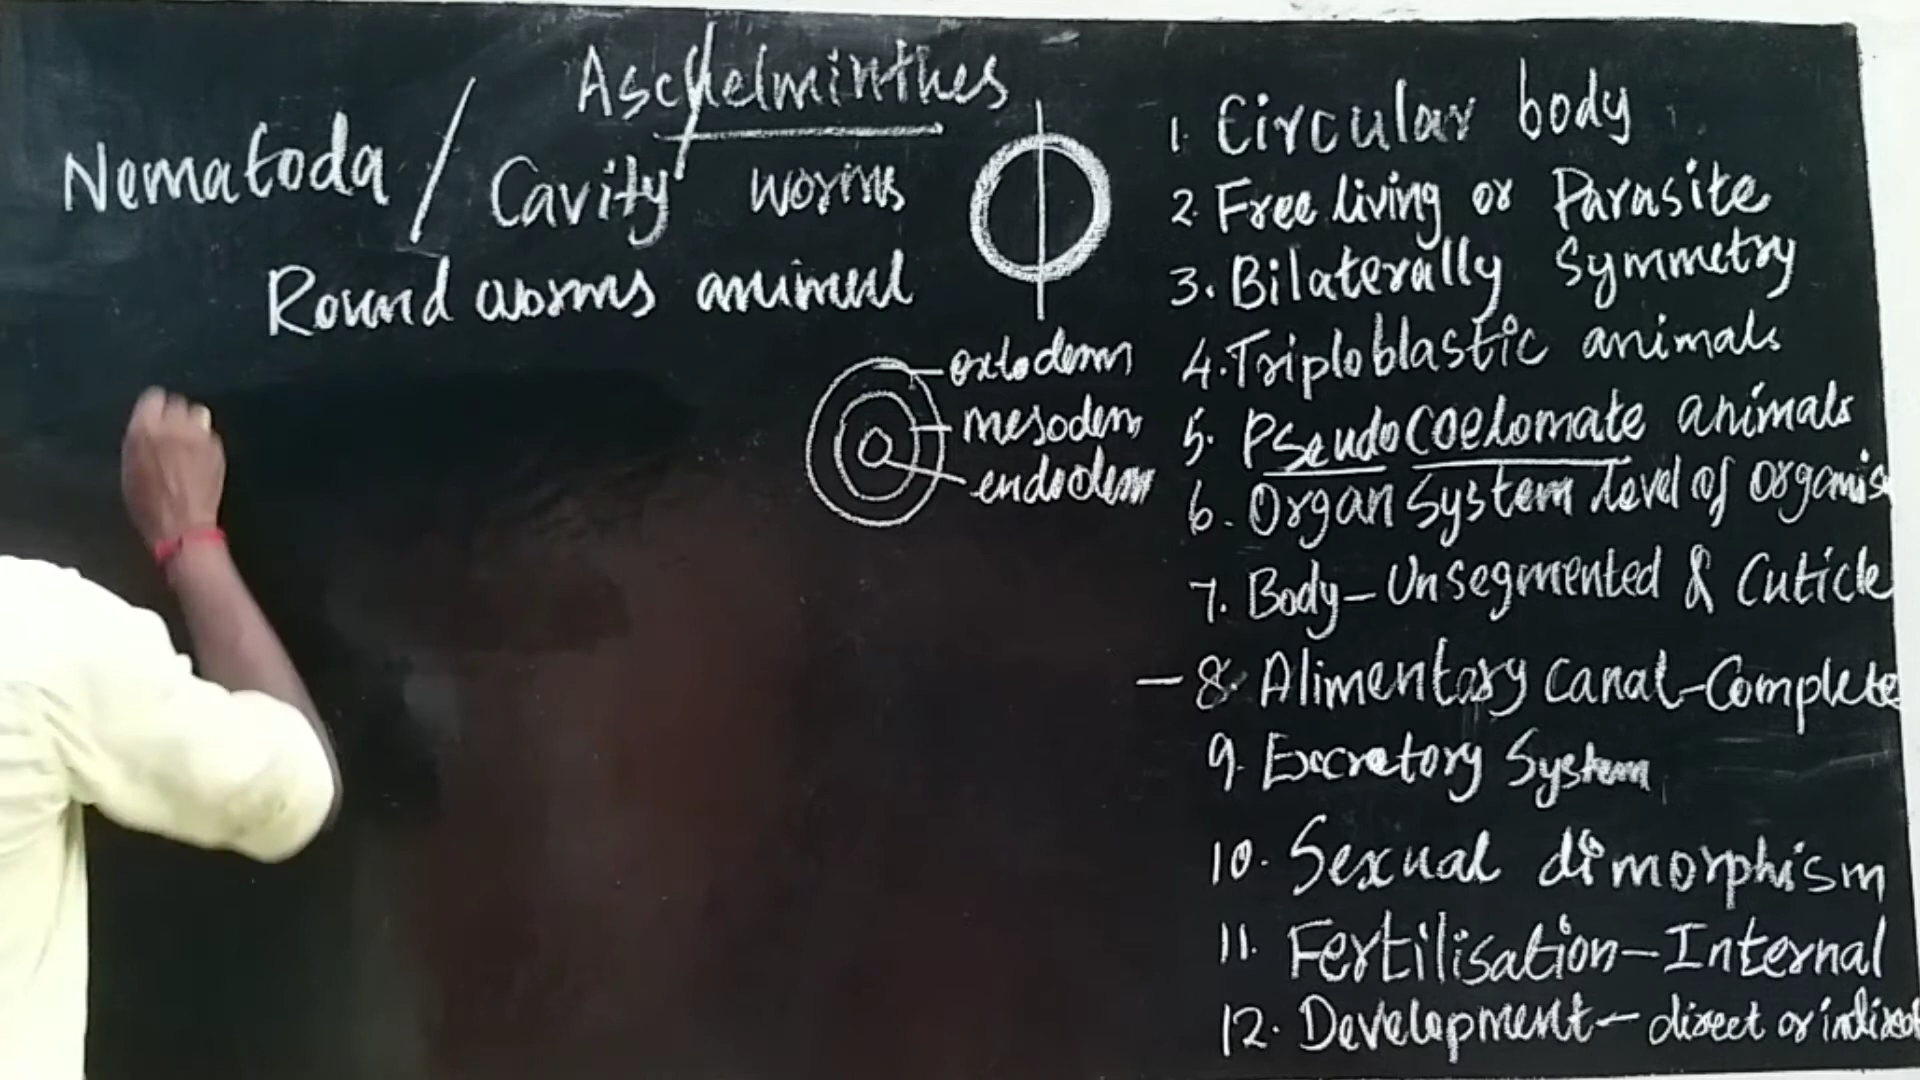 Aschelminthes
Nematoda / Cavity worms
Round worms animal
ectoderm
mesoderm
endoderm
1. Circular body
2. Free living or Parasite
3. Bilaterally Symmetry
4. Triploblastic animals
5. Pseudocoelomate animals
6. Organ System level of organis
7. Body - Unsegmented & Cuticle
- 8. Alimentary canal - Complete
9. Excretory System
10. Sexual dimorphism
11. Fertilisation - Internal
12. Development - direct or indirect